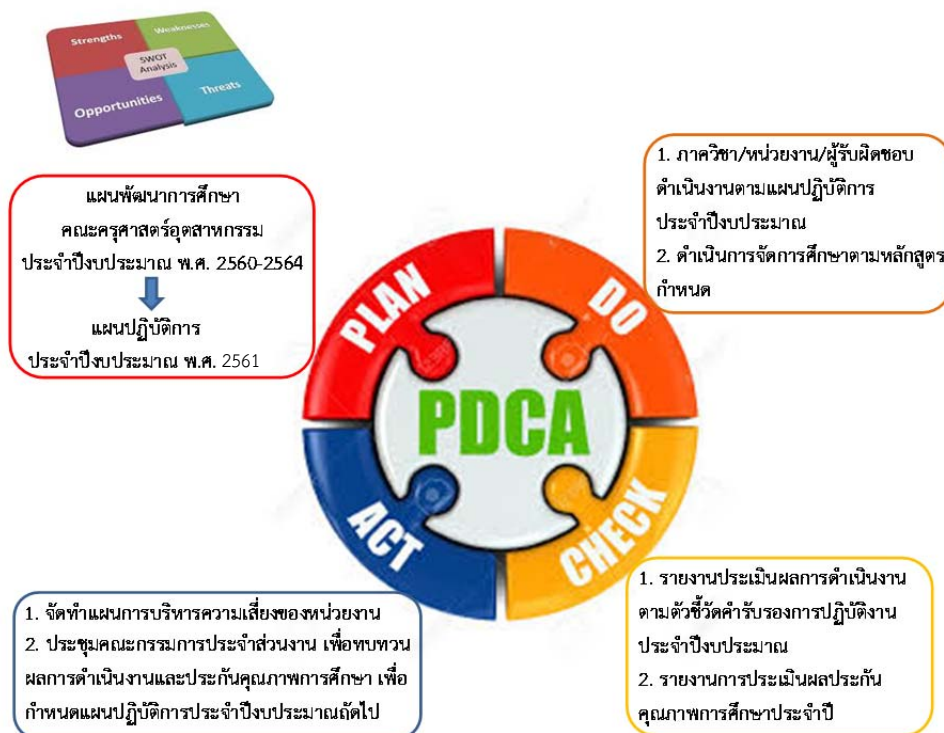 Strengths
Weaknesses
SWOT
Analysis
Opportunities
Threats
แผนพัฒนาการศึกษา
คณะครุศาสตร์อุตสาหกรรม
ประจำปีงบประมาณ พ.ศ. 2560-2564
แผนปฏิบัติการ
ประจำปีงบประมาณ พ.ศ. 2561
1. ภาควิชา/หน่วยงาน/ผู้รับผิดชอบ
ดำเนินงานตามแผนปฏิบัติการ
ประจำปีงบประมาณ
2. ดำเนินการจัดการศึกษาตามหลักสูตร
กำหนด
PLAN
DO
PDCA
ACT
CHECK
1. จัดทำแผนการบริหารความเสี่ยงของหน่วยงาน
2. ประชุมคณะกรรมการประจำส่วนงาน เพื่อทบทวน
ผลการดำเนินงานและประกันคุณภาพการศึกษา เพื่อ
กำหนดแผนปฏิบัติการประจำปีงบประมาณถัดไป
1. รายงานประเมินผลการดำเนินงาน
ตามตัวชี้วัดคำรับรองการปฏิบัติงาน
ประจำปีงบประมาณ
2. รายงานการประเมินผลประกัน
คุณภาพการศึกษาประจำปี